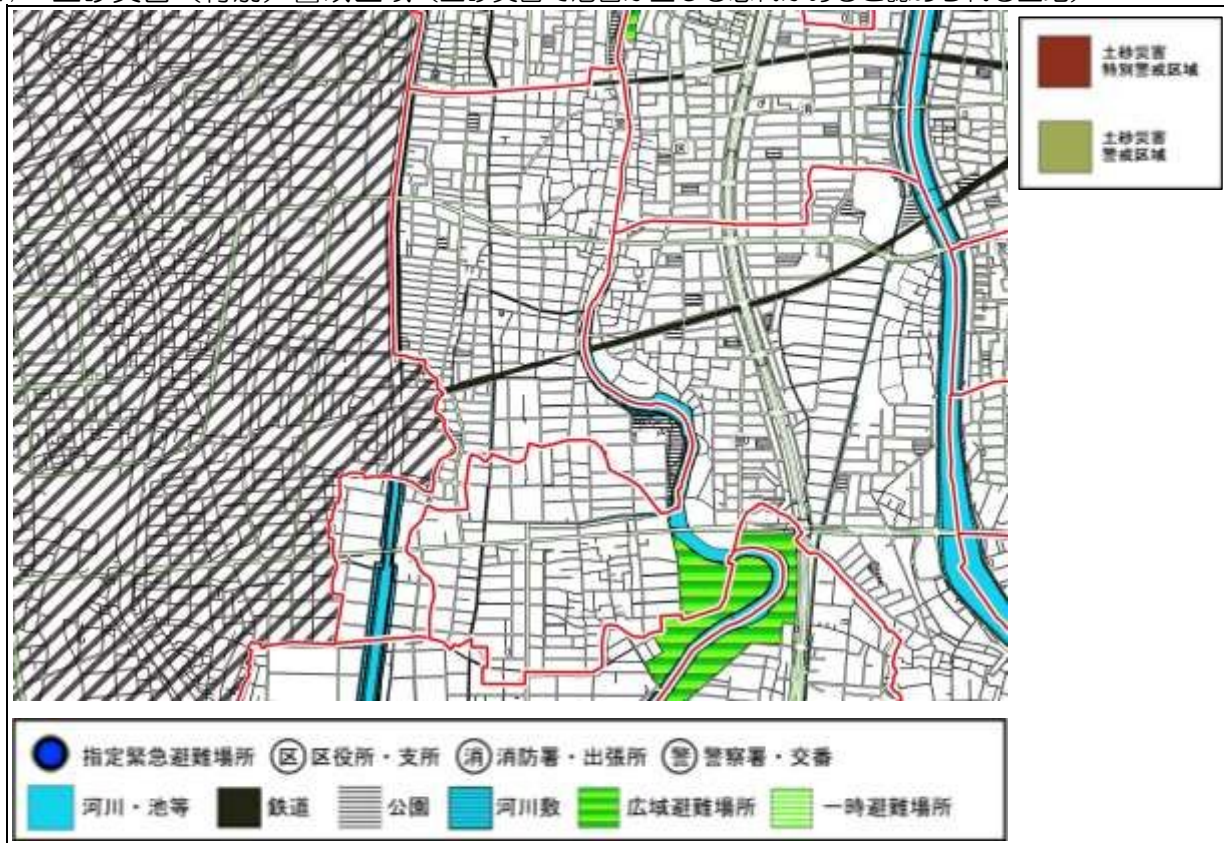 土砂災害
特別警戒区域
土砂災害
警戒区域
指定緊急避難場所 区 区役所・支所 消 消防署・出張所 警 警察署・交番
河川・池等 鉄道 公園 河川敷 広域避難場所 一時避難場所